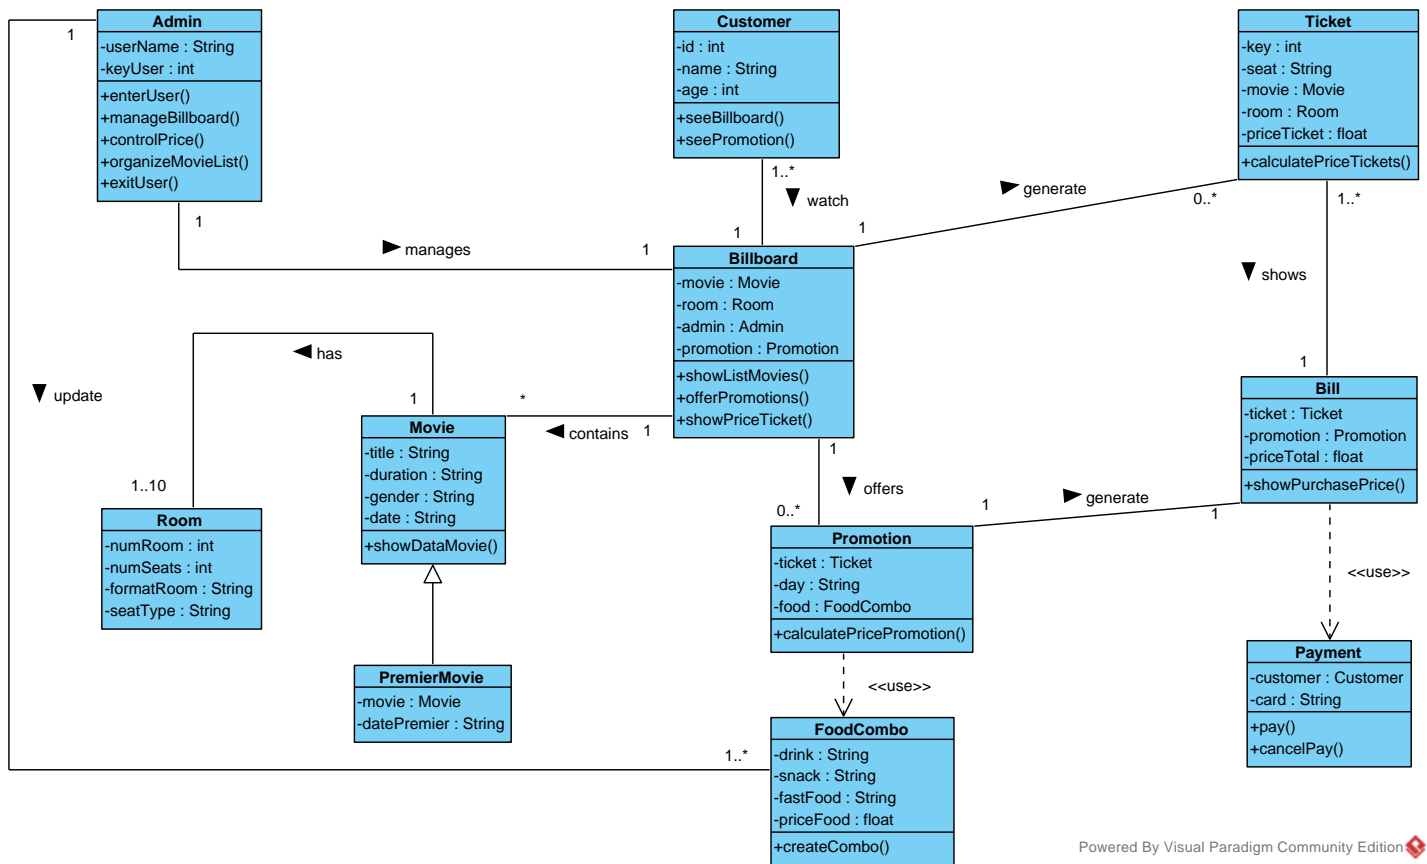 Admin
-userName : String
-keyUser : int
+enterUser()
+manageBillboard()
+controlPrice()
+organizeMovieList()
+exitUser()
1
1
manages
1
update
Customer
-id : int
-name : String
-age : int
+seeBillboard()
+seePromotion()
1..*
watch
1
Ticket
-key : int
-seat : String
-movie : Movie
-room : Room
-priceTicket : float
+calculatePriceTickets()
generate
1
0..*
1..*
shows
1
Billboard
-movie : Movie
-room : Room
-admin : Admin
-promotion : Promotion
+showListMovies()
+offerPromotions()
+showPriceTicket()
has
1
1..10
*
contains
1
Movie
-title : String
-duration : String
-gender : String
-date : String
+showDataMovie()
Room
-numRoom : int
-numSeats : int
-formatRoom : String
-seatType : String
PremierMovie
-movie : Movie
-datePremier : String
1
offers
0..*
Promotion
-ticket : Ticket
-day : String
-food : FoodCombo
+calculatePricePromotion()
1
generate
1
Bill
-ticket : Ticket
-promotion : Promotion
-priceTotal : float
+showPurchasePrice()
<<use>>
<<use>>
Payment
-customer : Customer
-card : String
+pay()
+cancelPay()
1..*
FoodCombo
-drink : String
-snack : String
-fastFood : String
-priceFood : float
+createCombo()
Powered By Visual Paradigm Community Edition